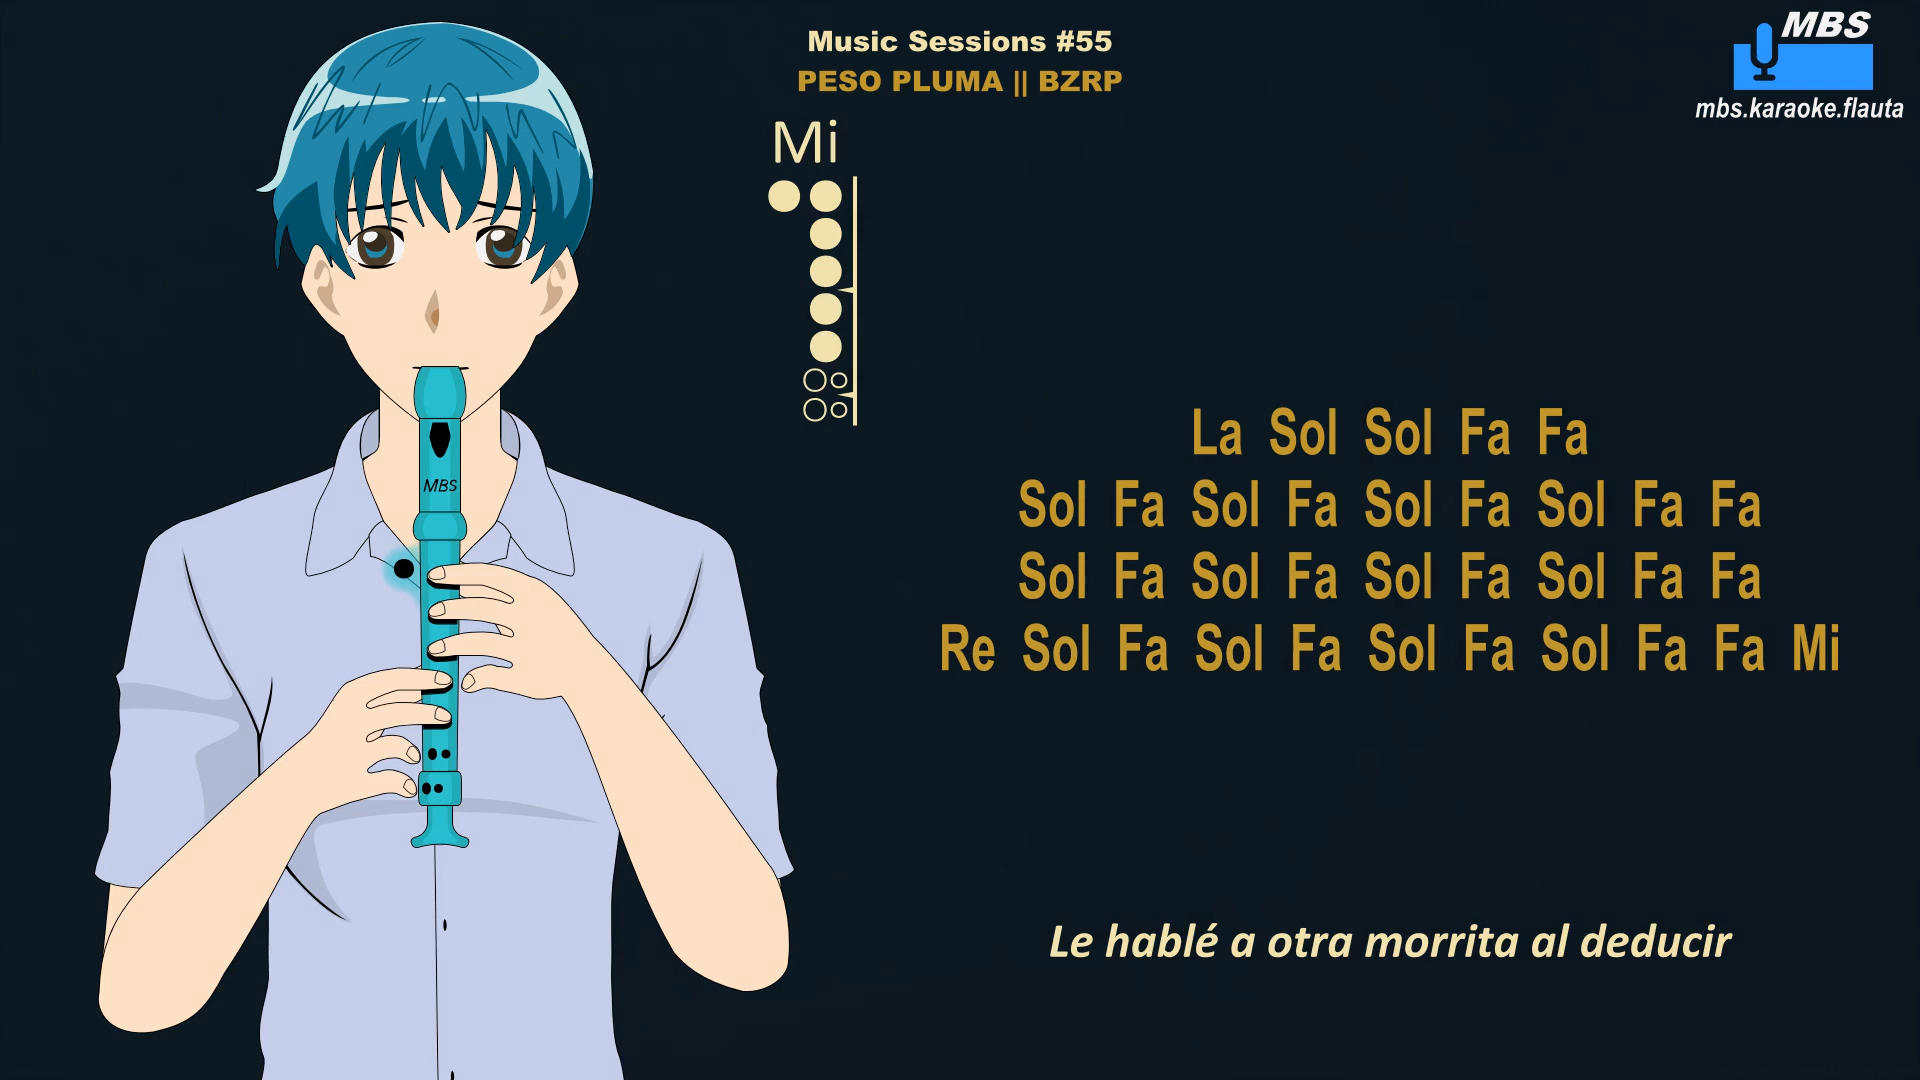 Music Sessions #55
PESO PLUMA || BZRP
MBS
mbs.karaoke.flauta
Mi
MBS
La Sol Sol Fa Fa
Sol Fa Sol Fa Sol Fa Sol Fa Fa
Sol Fa Sol Fa Sol Fa Sol Fa Fa
Re Sol Fa Sol Fa Sol Fa Sol Fa Fa Mi
Le hablé a otra morrita al deducir